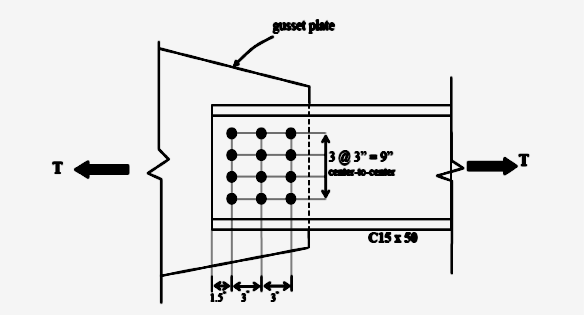 gusset plate
T
T
3 @ 3" = 9"
center-to-center
C15 x 50
1.5"
3"
3"